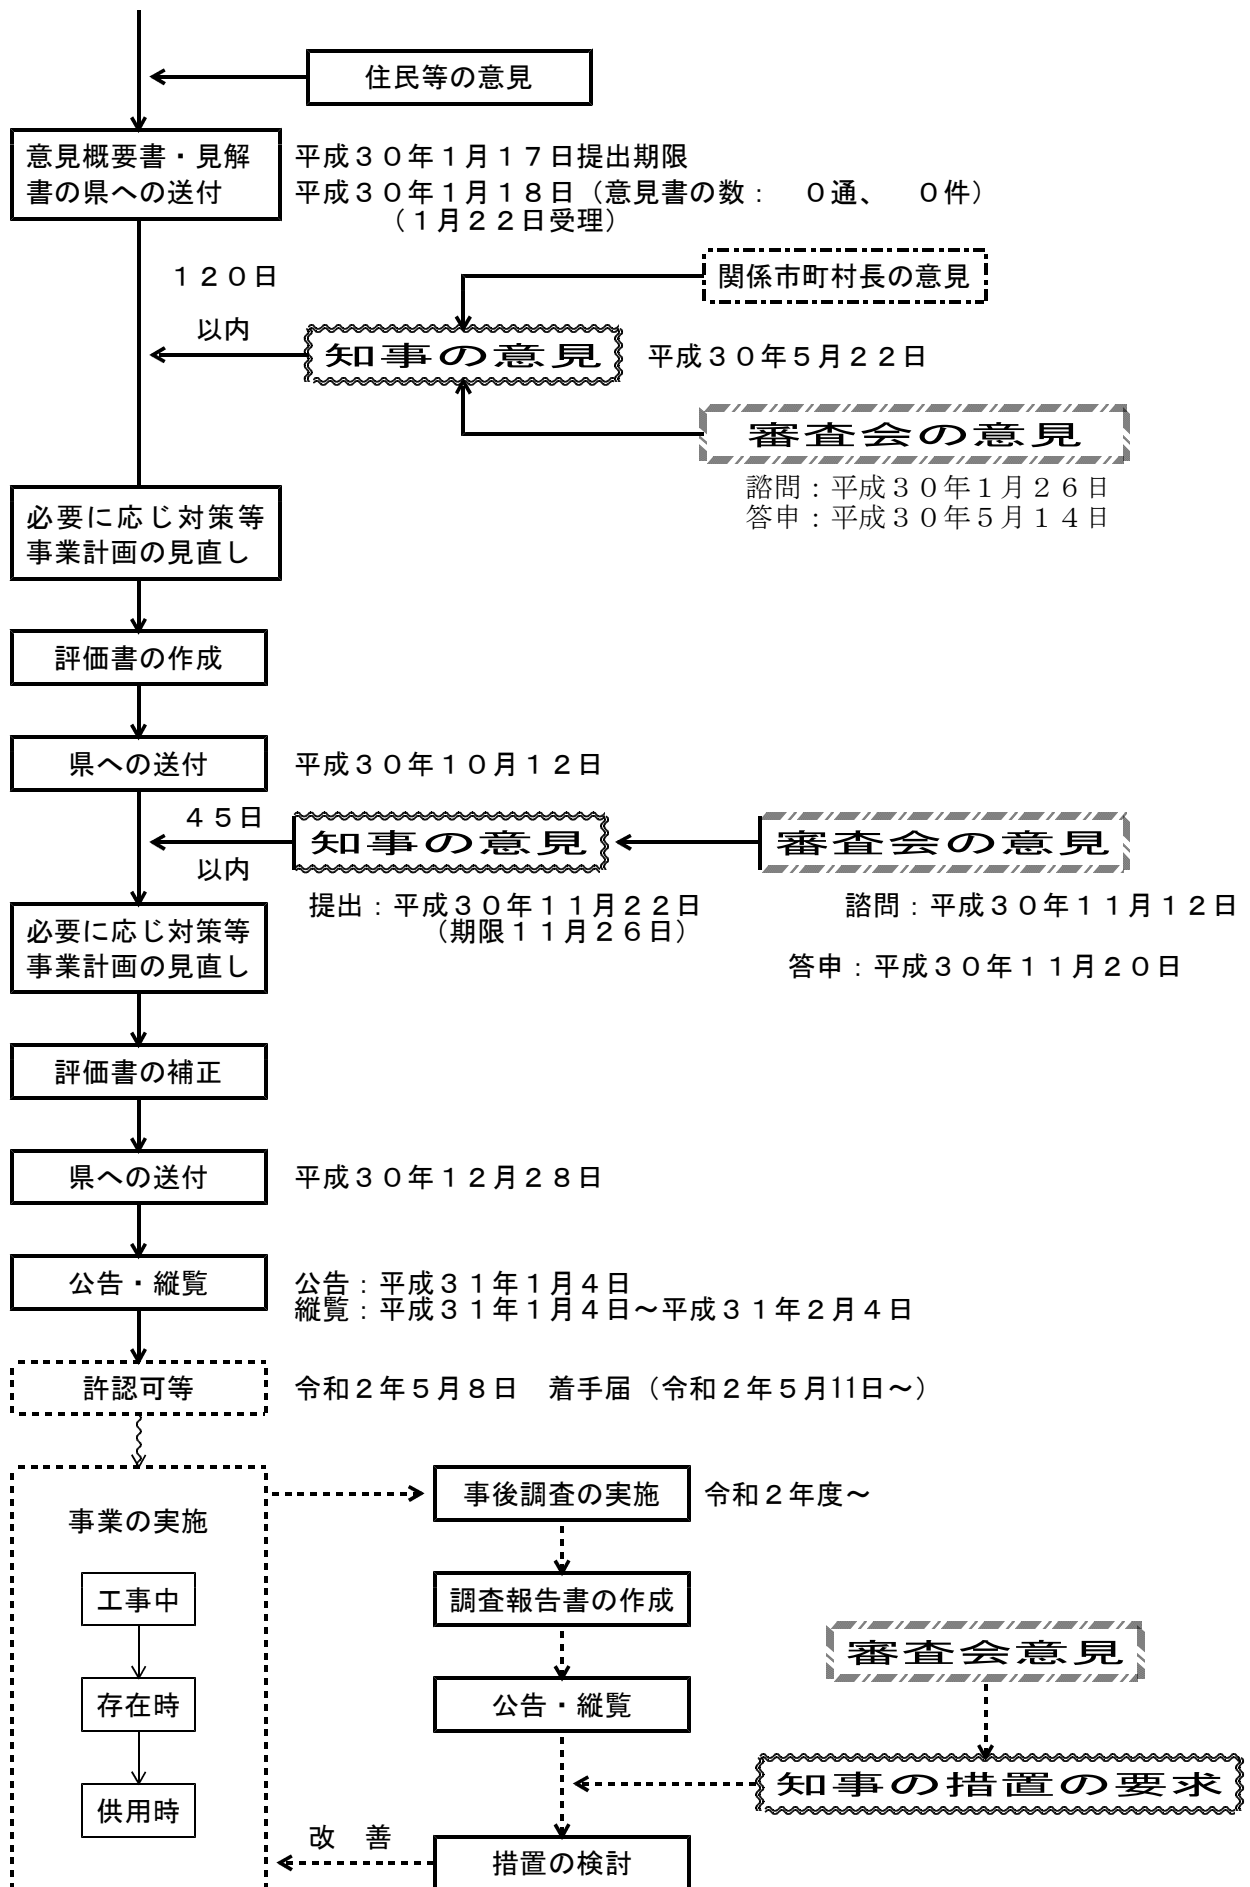 住民等の意見
意見概要書・見解
書の県への送付
平成３０年１月１７日提出期限
平成３０年１月１８日（意見書の数：　０通、　０件）
（１月２２日受理）
１２０日
以内
関係市町村長の意見
知事の意見
平成３０年５月２２日
審査会の意見
諮問：平成３０年１月２６日
答申：平成３０年５月１４日
必要に応じ対策等
事業計画の見直し
評価書の作成
県への送付
平成３０年１０月１２日
４５日
以内
知事の意見
審査会の意見
提出：平成３０年１１月２２日
（期限１１月２６日）
諮問：平成３０年１１月１２日
答申：平成３０年１１月２０日
必要に応じ対策等
事業計画の見直し
評価書の補正
県への送付
平成３０年１２月２８日
公告・縦覧
公告：平成３１年１月４日
縦覧：平成３１年１月４日～平成３１年２月４日
許認可等
令和２年５月８日　着手届（令和２年５月11日～）
事業の実施
工事中
存在時
供用時
事後調査の実施
令和２年度～
調査報告書の作成
審査会意見
公告・縦覧
知事の措置の要求
改　善
措置の検討